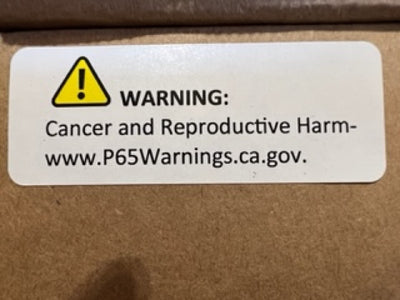 WARNING:
Cancer and Reproductive Harm-
www.P65Warnings.ca.gov.